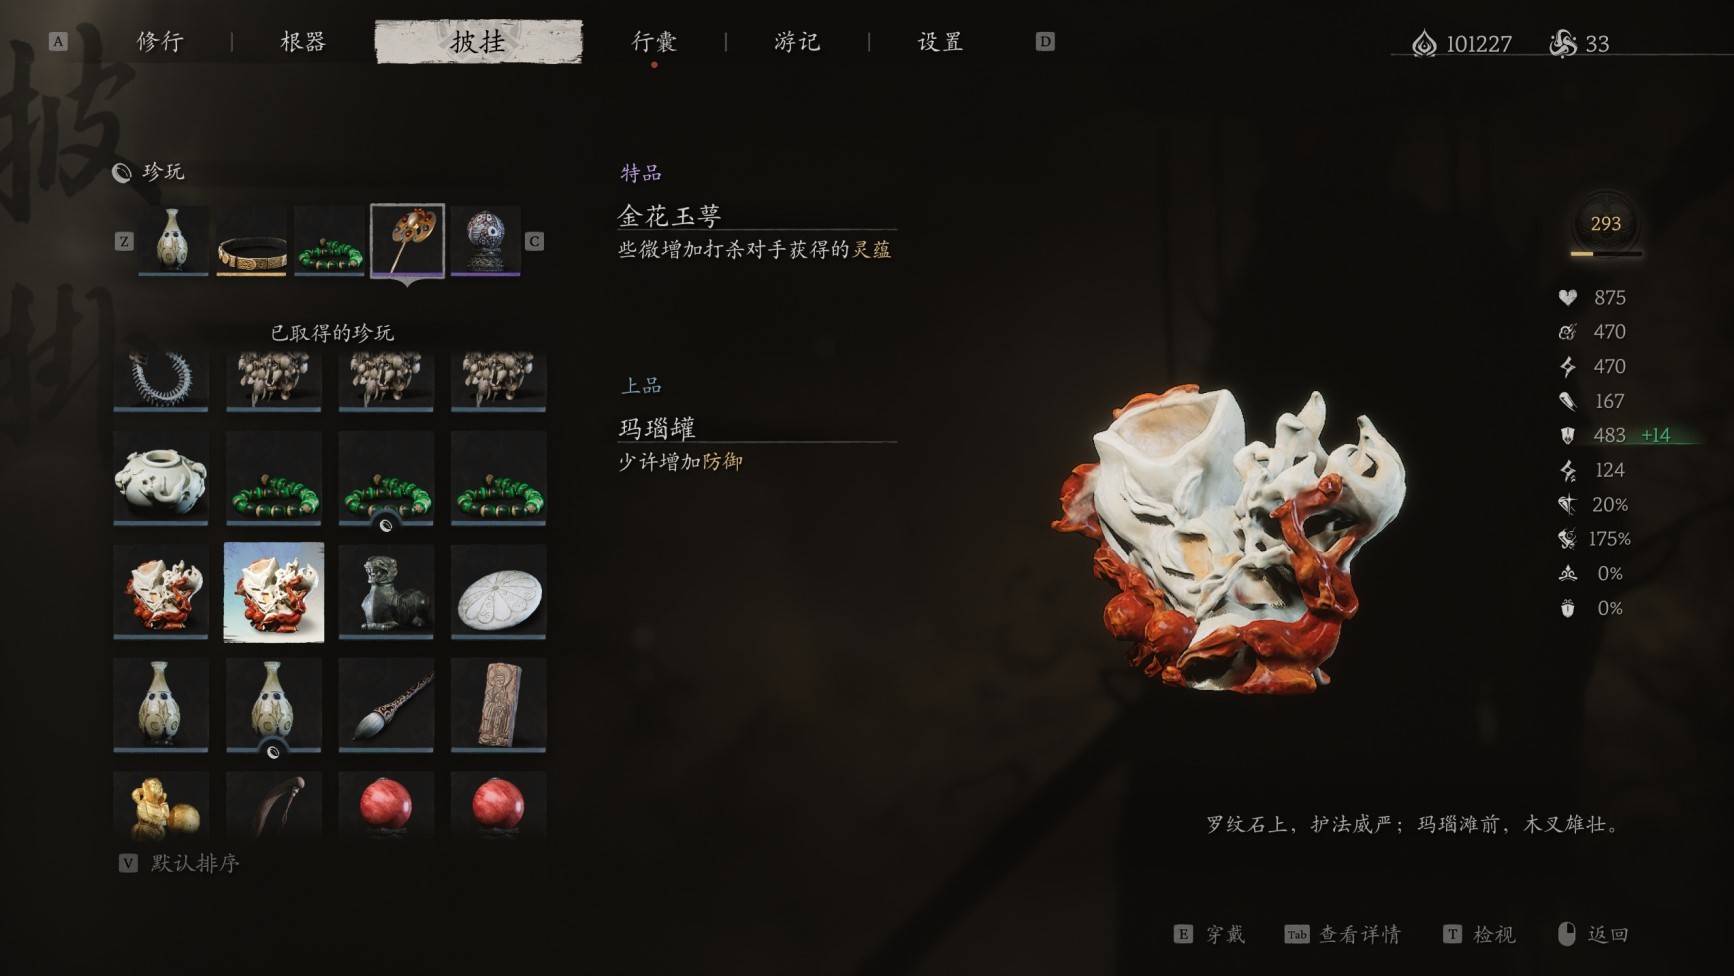 A 修行 | 根器 披挂 行囊 | 游记 | 设置 D
101227 33
披挂
珍玩
Z C
已取得的珍玩
V 默认排序
特品
金花玉萼
些微增加打杀对手获得的灵蕴
上品
玛瑙罐
少许增加防御
293
875
470
470
167
483 +14
124
20%
175%
0%
0%
罗纹石上，护法威严；玛瑙滩前，木叉雄壮。
E 穿戴 Tab 查看详情 T 检视 返回